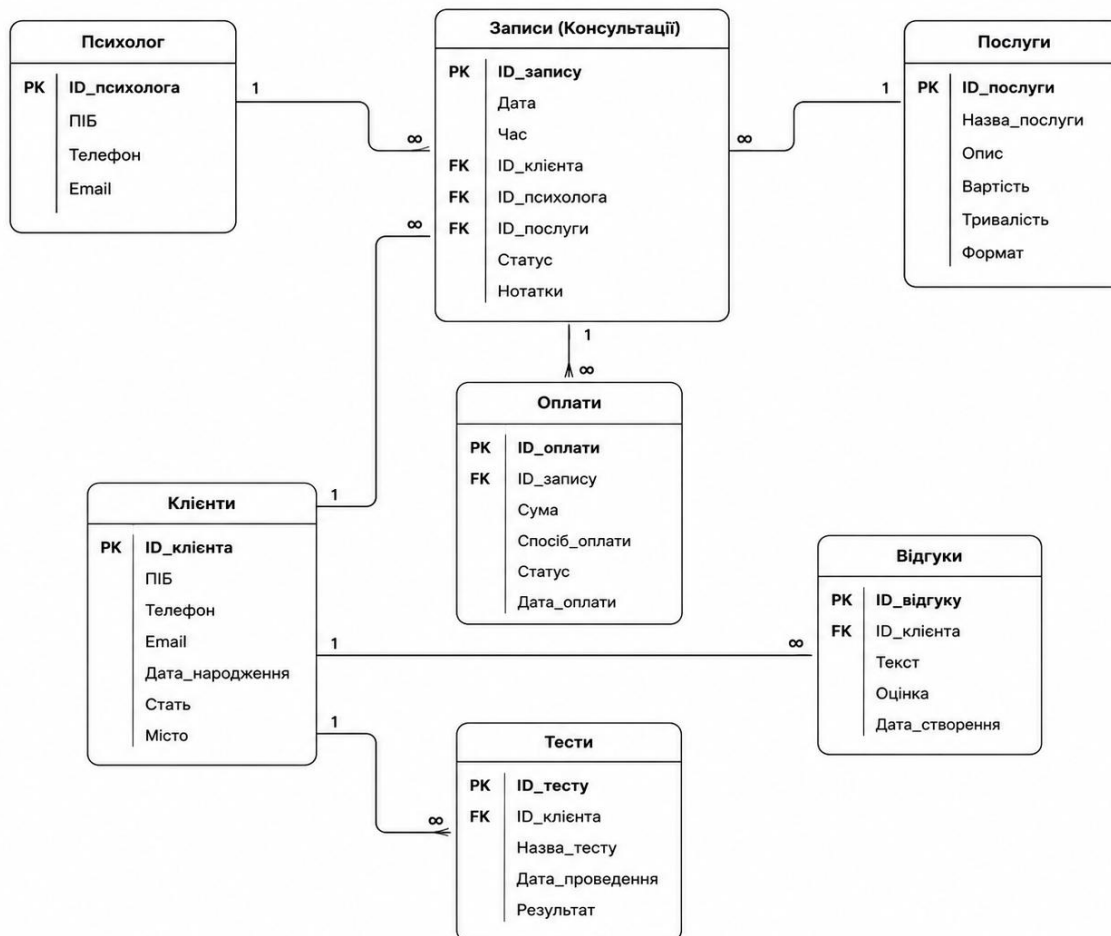 Психолог
PK ID_психолога
ПІБ
Телефон
Email
1
∞
Записи (Консультації)
PK ID_запису
Дата
Час
FK ID_клієнта
FK ID_психолога
FK ID_послуги
Статус
Нотатки
1
∞
Послуги
PK ID_послуги
Назва_послуги
Опис
Вартість
Тривалість
Формат
∞
1
1
∞
Оплати
PK ID_оплати
FK ID_запису
Сума
Спосіб_оплати
Статус
Дата_оплати
Клієнти
PK ID_клієнта
ПІБ
Телефон
Email
Дата_народження
Стать
Місто
1
∞
1
∞
Відгуки
PK ID_відгуку
FK ID_клієнта
Текст
Оцінка
Дата_створення
Тести
PK ID_тесту
FK ID_клієнта
Назва_тесту
Дата_проведення
Результат